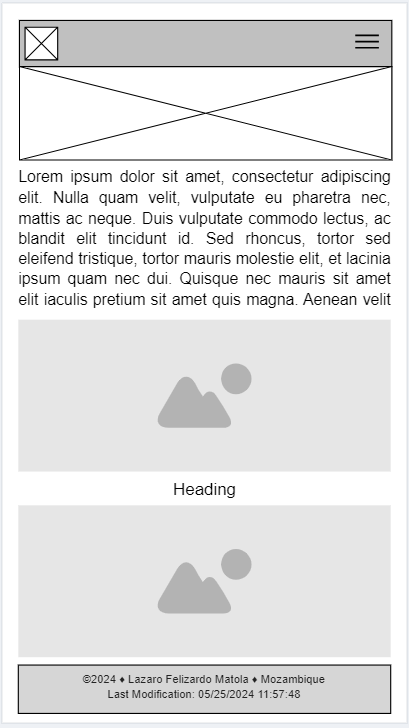 Lorem ipsum dolor sit amet, consectetur adipiscing
elit. Nulla quam velit, vulputate eu pharetra nec,
mattis ac neque. Duis vulputate commodo lectus, ac
blandit elit tincidunt id. Sed rhoncus, tortor sed
eleifend tristique, tortor mauris molestie elit, et lacinia
ipsum quam nec dui. Quisque nec mauris sit amet
elit iaculis pretium sit amet quis magna. Aenean velit
Heading
©2024 ♦ Lazaro Felizardo Matola ♦ Mozambique
Last Modification: 05/25/2024 11:57:48